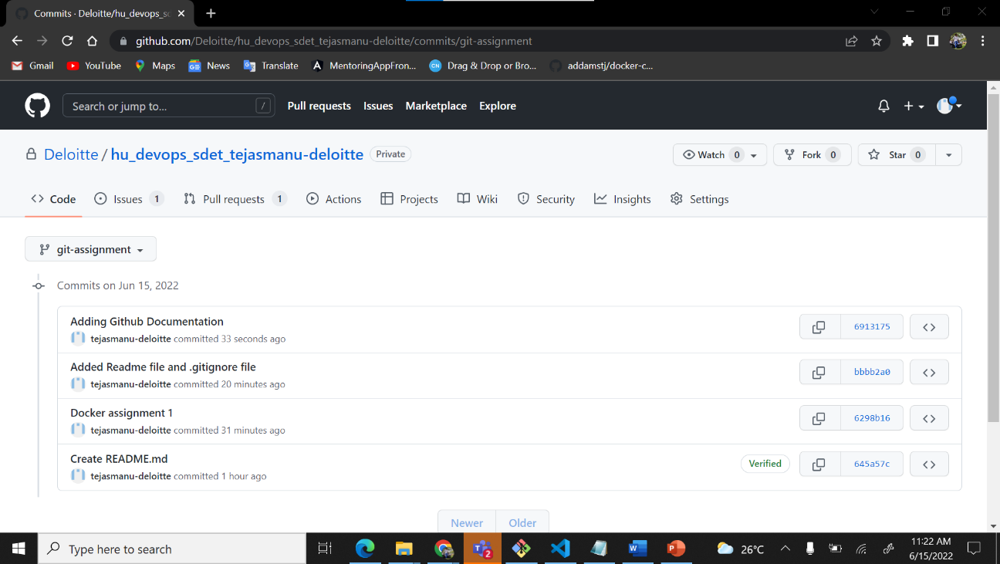 Commits · Deloitte/hu_devops_sd
github.com/Deloitte/hu_devops_sdet_tejasmanu-deloitte/commits/git-assignment
Gmail YouTube Maps News Translate MentoringAppFron... Drag & Drop or Bro... addamstj/docker-c...
Search or jump to... / Pull requests Issues Marketplace Explore
Deloitte / hu_devops_sdet_tejasmanu-deloitte Private Watch 0 Fork 0 Star 0
Code Issues 1 Pull requests 1 Actions Projects Wiki Security Insights Settings
git-assignment
Commits on Jun 15, 2022
Adding Github Documentation
tejasmanu-deloitte committed 33 seconds ago 6913175
Added Readme file and .gitignore file
tejasmanu-deloitte committed 20 minutes ago bbbb2a0
Docker assignment 1
tejasmanu-deloitte committed 31 minutes ago 6298b16
Create README.md
tejasmanu-deloitte committed 1 hour ago Verified 645a57c
Newer Older
Type here to search 2 26°C 11:22 AM
6/15/2022